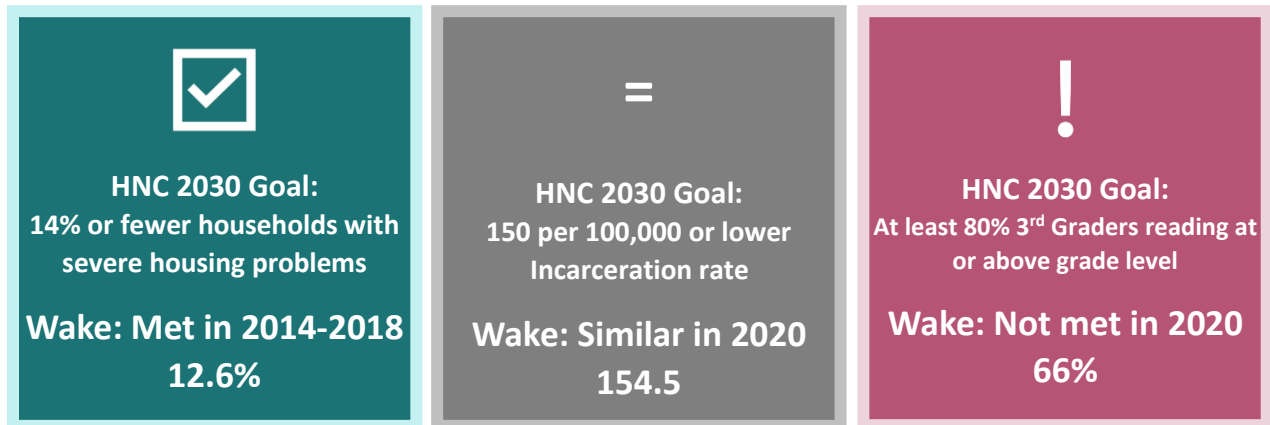 HNC 2030 Goal:
14% or fewer households with
severe housing problems
Wake: Met in 2014-2018
12.6%
=
HNC 2030 Goal:
150 per 100,000 or lower
Incarceration rate
Wake: Similar in 2020
154.5
!
HNC 2030 Goal:
At least 80% 3rd Graders reading at
or above grade level
Wake: Not met in 2020
66%